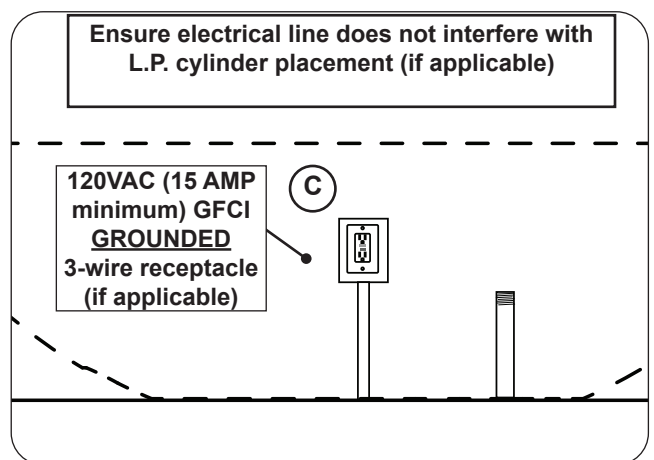 Ensure electrical line does not interfere with
L.P. cylinder placement (if applicable)
120VAC (15 AMP
minimum) GFCI
GROUNDED
3-wire receptacle
(if applicable)
C